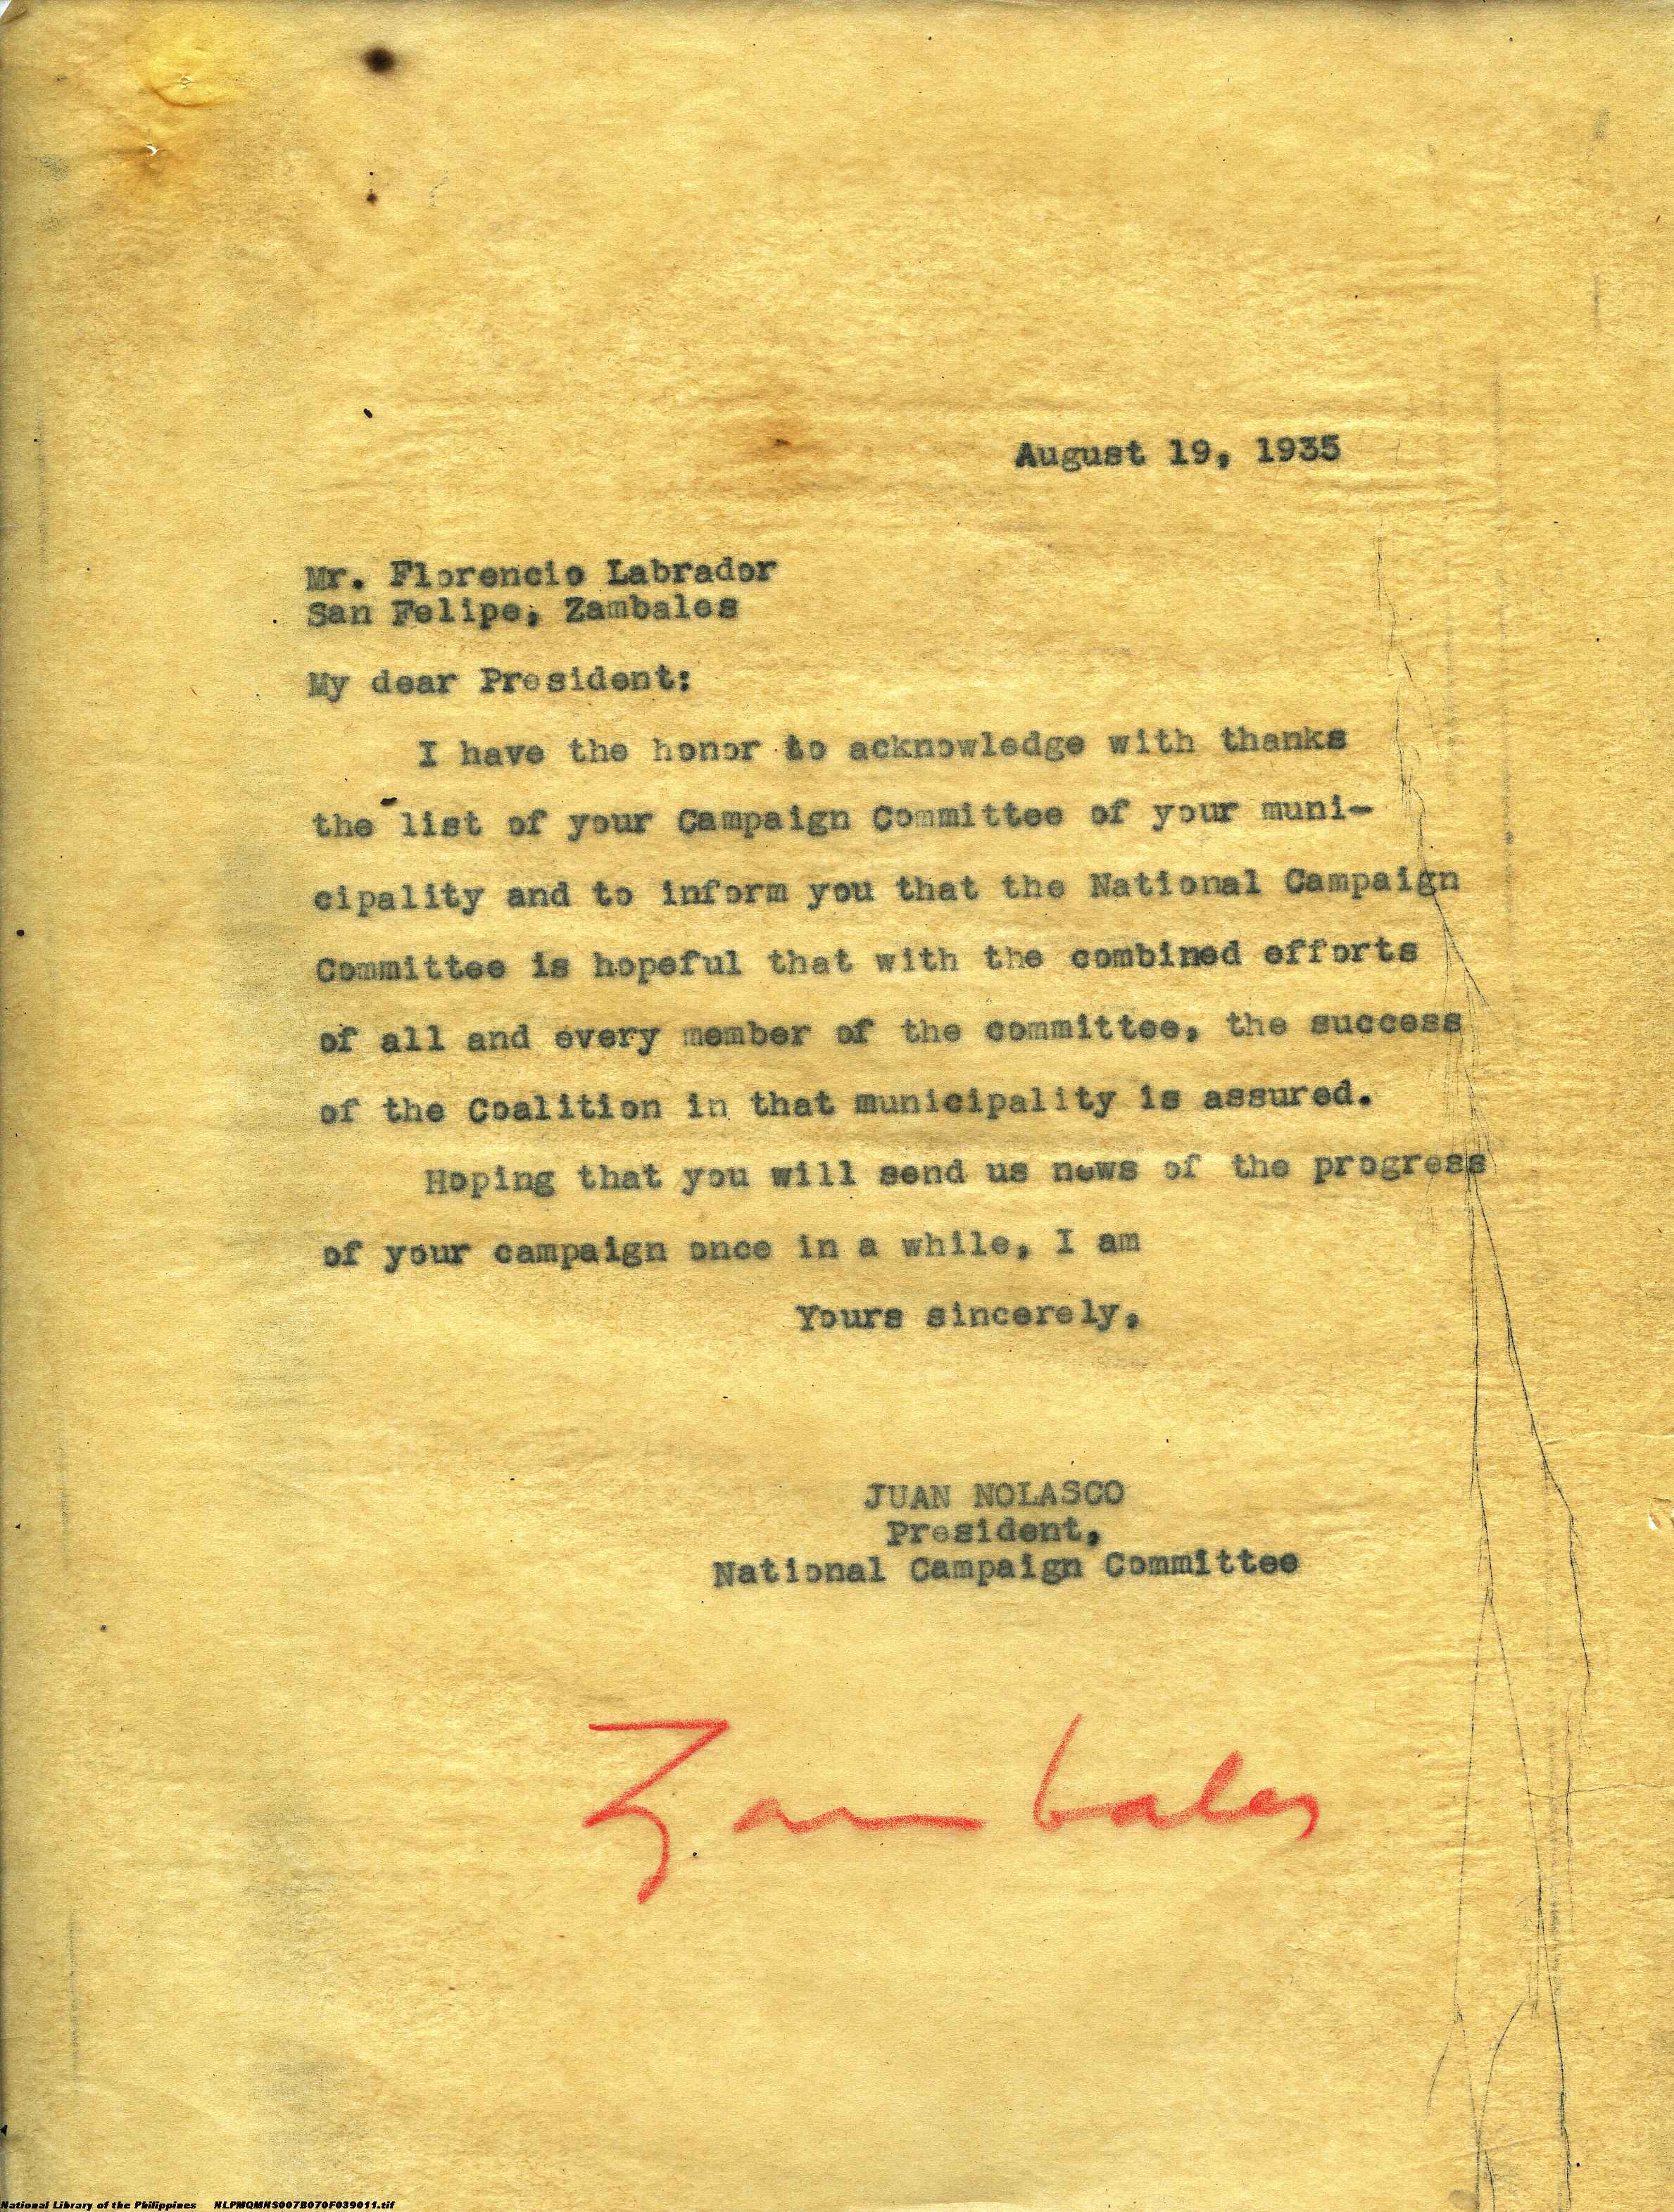 August 19, 1935
Mr. Florencio Labrador
San Felipe, Zambales
My dear President:
I have the honor to acknowledge with thanks
the list of your Campaign Committee of your muni-
cipality and to inform you that the National Campaign
Committee is hopeful that with the combined efforts
of all and every member of the committee, the success
of the Coalition in that municipality is assured.
Hoping that you will send us news of the progress
of your campaign once in a while, I am
Yours sincerely,
JUAN NOLASCO
President,
National Campaign Committee
Zambales
National Library of the Philippines NLPMQMNS007B070F039011.tif